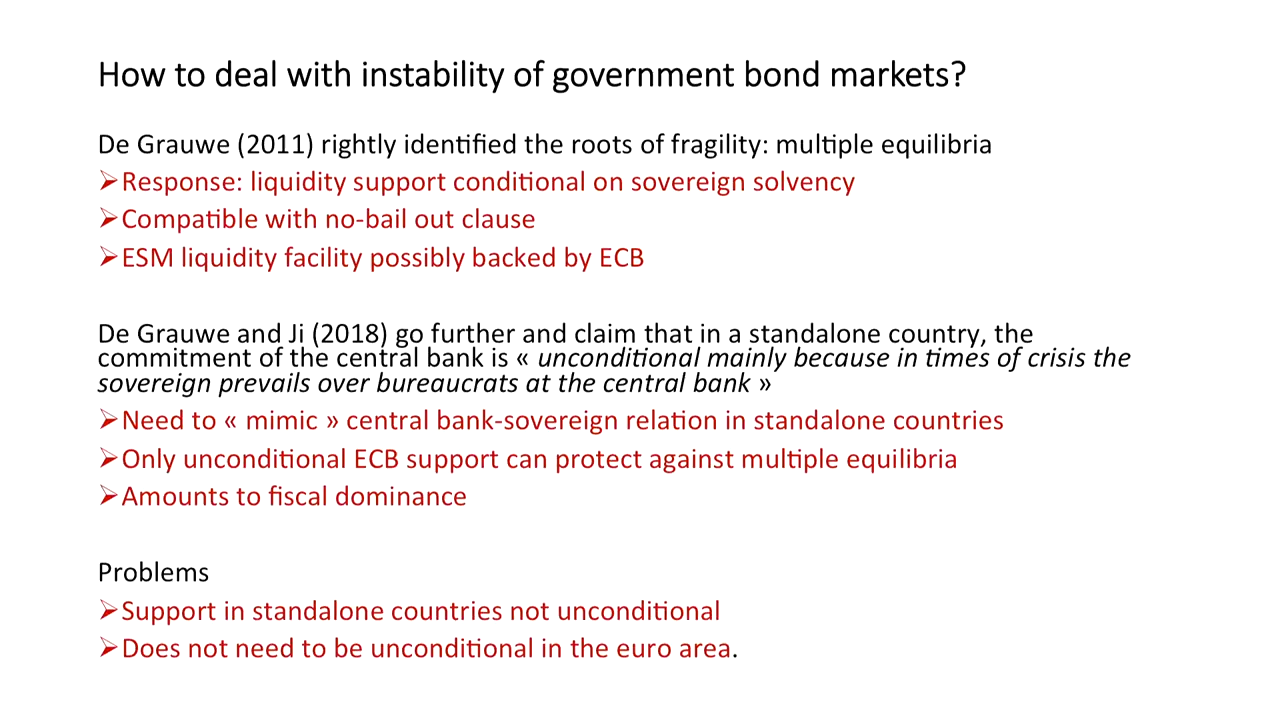 How to deal with instability of government bond markets?
De Grauwe (2011) rightly identified the roots of fragility: multiple equilibria
➢Response: liquidity support conditional on sovereign solvency
➢Compatible with no-bail out clause
➢ESM liquidity facility possibly backed by ECB
De Grauwe and Ji (2018) go further and claim that in a standalone country, the
commitment of the central bank is « unconditional mainly because in times of crisis the
sovereign prevails over bureaucrats at the central bank »
➢Need to « mimic » central bank-sovereign relation in standalone countries
➢Only unconditional ECB support can protect against multiple equilibria
➢Amounts to fiscal dominance
Problems
➢Support in standalone countries not unconditional
➢Does not need to be unconditional in the euro area.